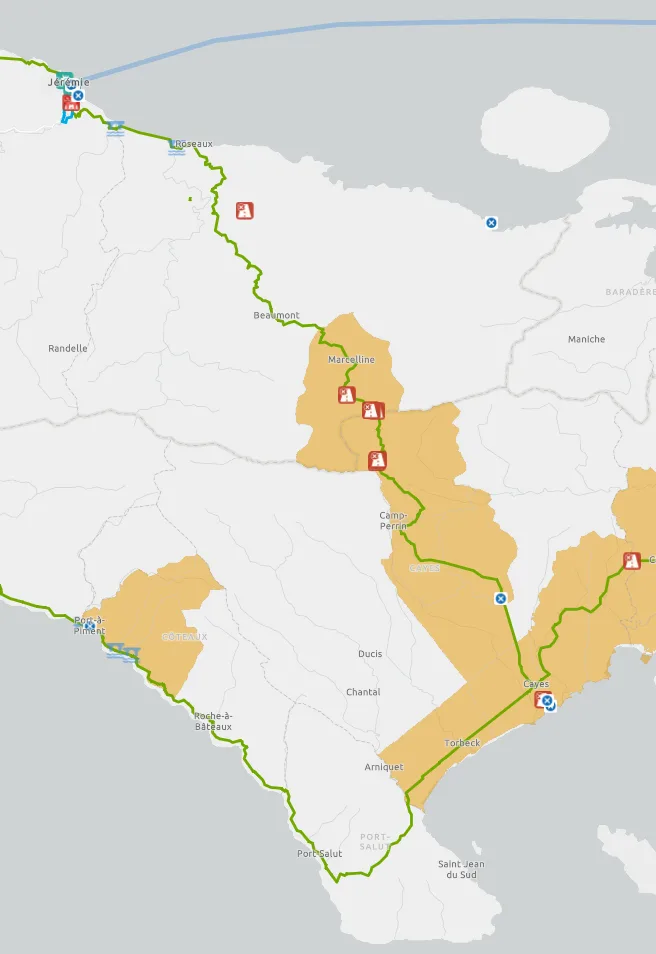 Jérémie
Roseaux
BARADÈRE
Beaumont
Maniche
Randelle
Marcelline
Camp-
Perrin
CAYES
Port-à-
Piment
CÔTEAUX
Ducis
Cayes
Chantal
Roche-à-
Bâteaux
Torbeck
Arniquet
PORT-
SALUT
Port-Salut
Saint Jean
du Sud